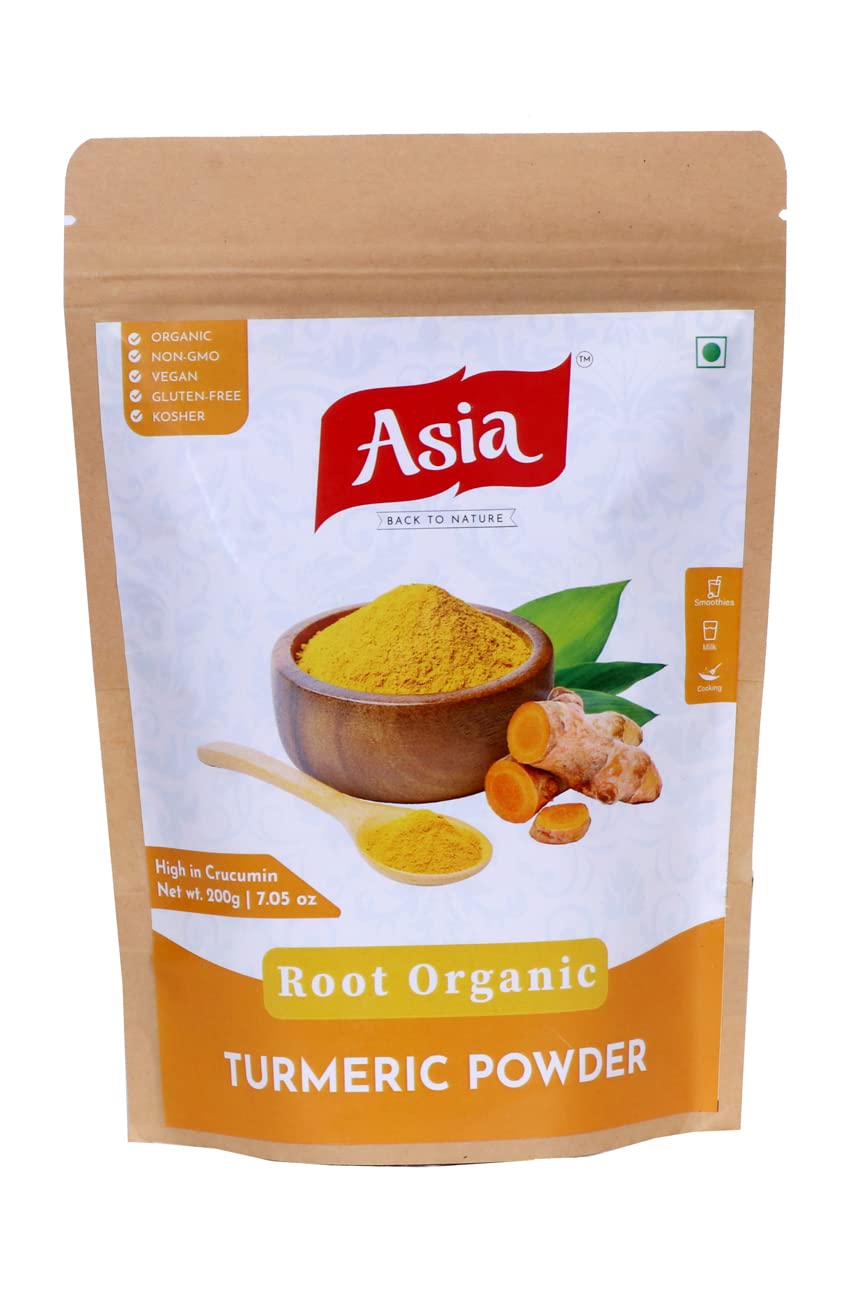 ORGANIC
NON-GMO
VEGAN
GLUTEN-FREE
KOSHER
Asia
TM
BACK TO NATURE
Smoothies
Milk
Cooking
High in Crucumin
Net wt. 200g | 7.05 oz
Root Organic
TURMERIC POWDER